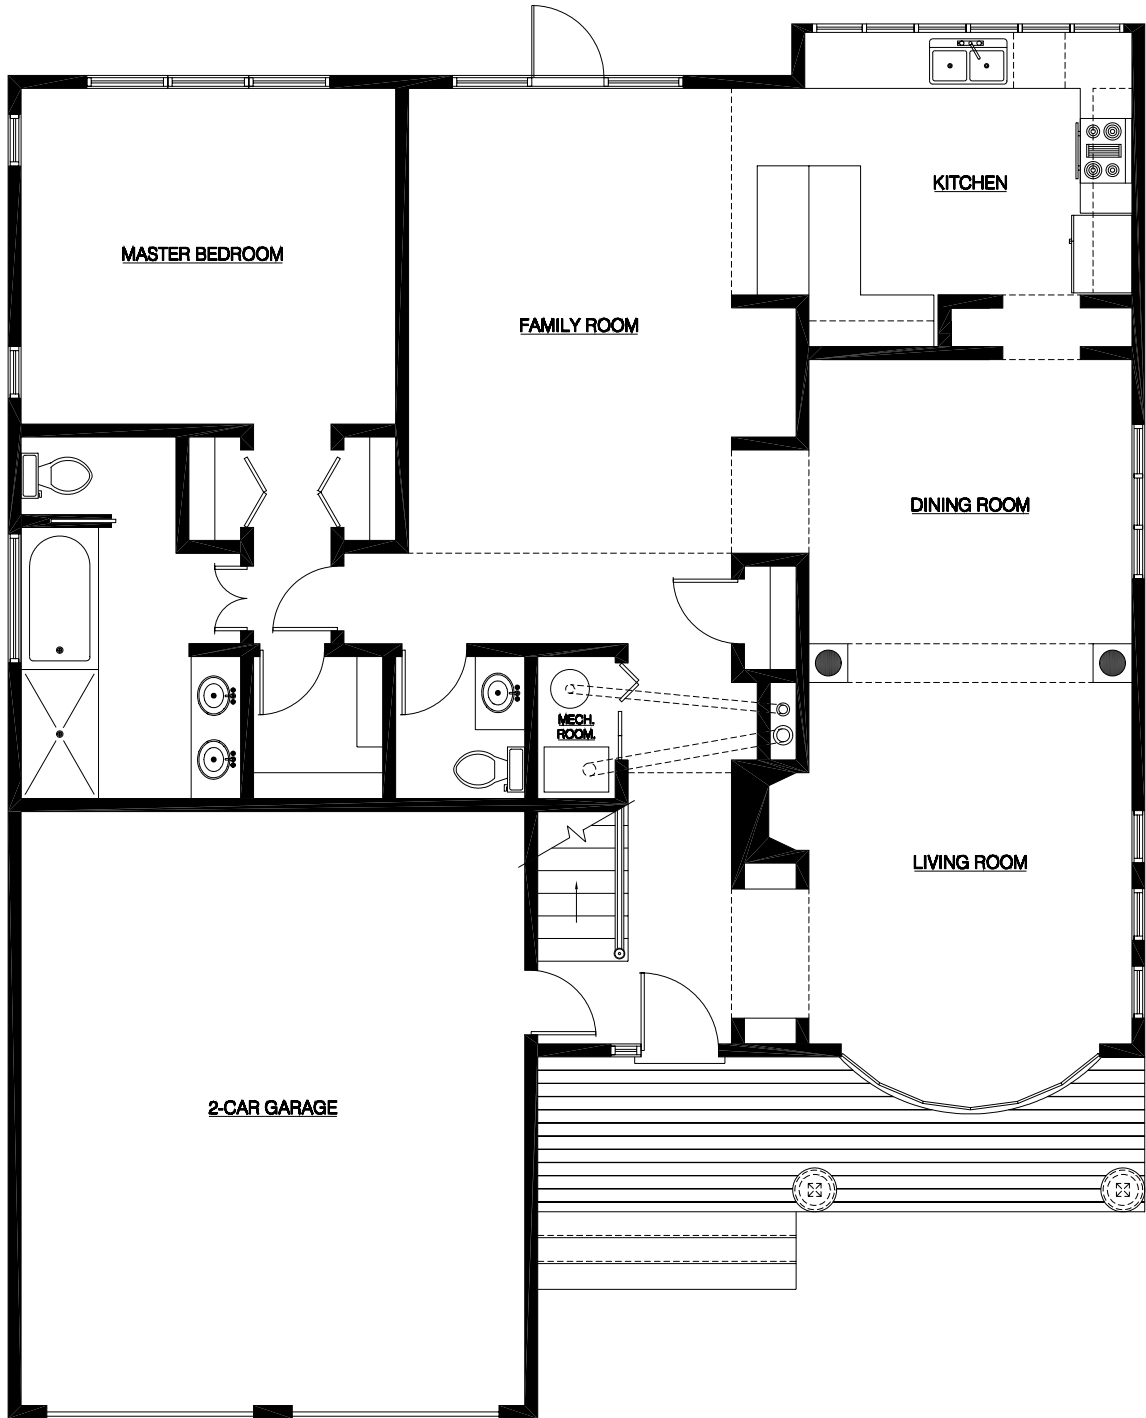 KITCHEN
MASTER BEDROOM
FAMILY ROOM
DINING ROOM
MECH.
ROOM.
LIVING ROOM
2-CAR GARAGE